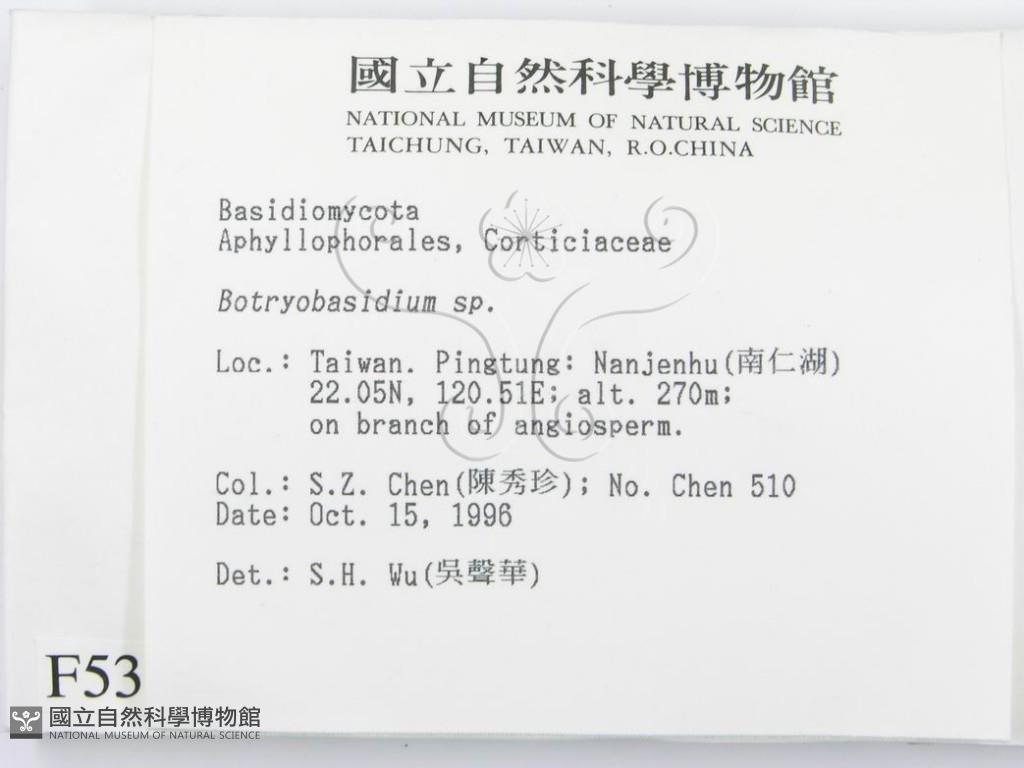 國立自然科學博物館
NATIONAL MUSEUM OF NATURAL SCIENCE
TAICHUNG, TAIWAN, R.O.CHINA
Basidiomycota
Aphyllophorales, Corticiaceae
Botryobasidium sp.
Loc.: Taiwan. Pingtung: Nanjenhu(南仁湖)
22.05N, 120.51E; alt. 270m;
on branch of angiosperm.
Col.: S.Z. Chen(陳秀珍); No. Chen 510
Date: Oct. 15, 1996
Det.: S.H. Wu(吳聲華)
F53
國立自然科學博物館
NATIONAL MUSEUM OF NATURAL SCIENCE